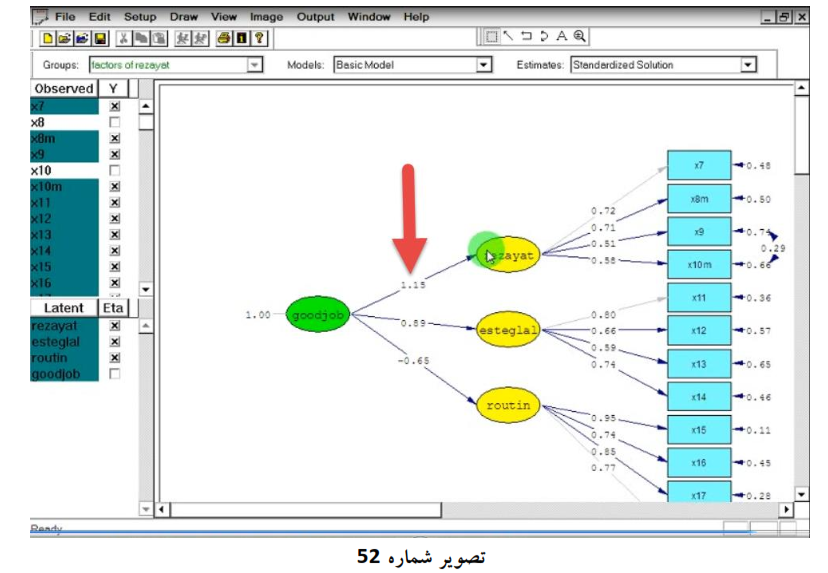 File Edit Setup Draw View Image Output Window Help
Groups: factors of rezayat Models: Basic Model Estimates: Standardized Solution
Observed Y
x7
x8
x8m
x9
x10
x10m
x11
x12
x13
x14
x15
x16
Latent Eta
rezayat
esteglal
routin
goodjob
1.00 goodjob
1.15
0.89
-0.65
rezayat
esteglal
routin
0.72
0.71
0.51
0.58
0.80
0.66
0.59
0.74
0.95
0.74
0.85
0.77
x7 0.48
x8m 0.50
x9 0.74
0.29
x10m 0.66
x11 0.36
x12 0.57
x13 0.65
x14 0.46
x15 0.11
x16 0.45
x17 0.28
Ready
تصویر شماره 52